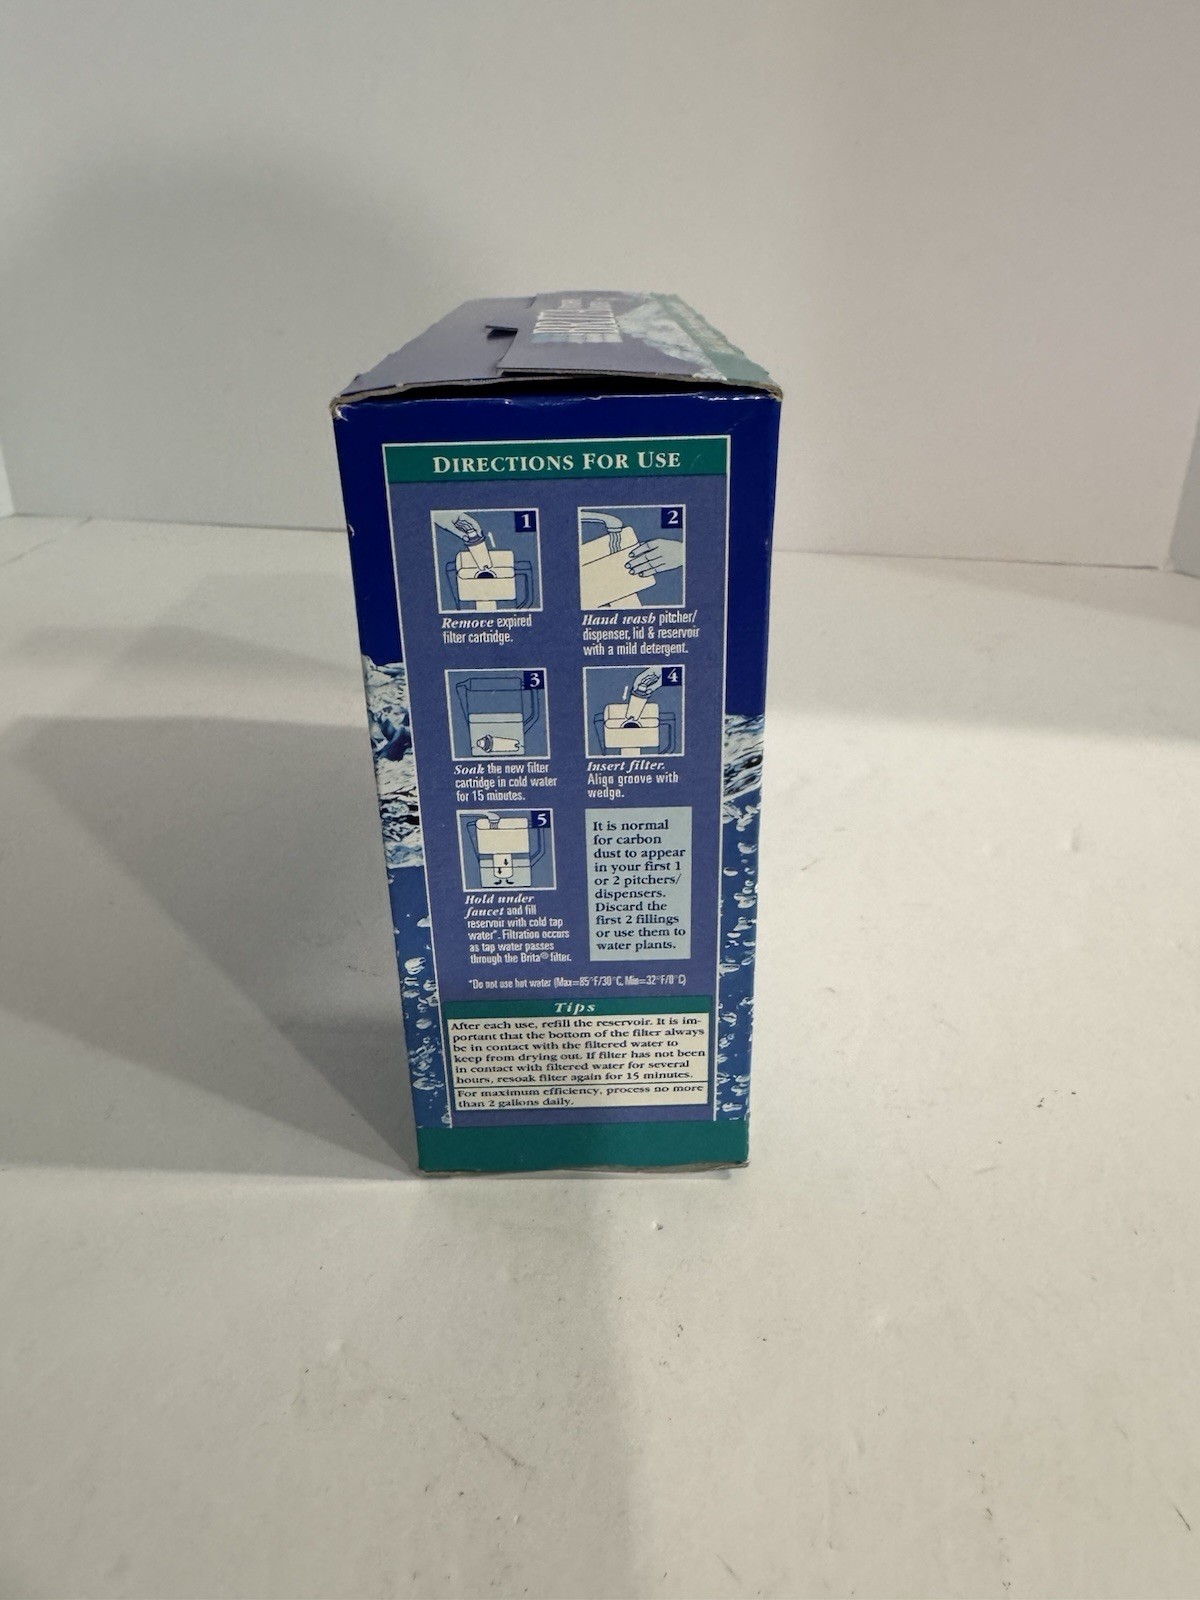 BRITA
DIRECTIONS FOR USE
1
Remove expired
filter cartridge.
2
Hand wash pitcher/
dispenser, lid & reservoir
with a mild detergent.
3
Soak the new filter
cartridge in cold water
for 15 minutes.
4
Insert filter.
Align groove with
wedge.
5
Hold under
faucet and fill
reservoir with cold tap
water*. Filtration occurs
as tap water passes
through the Brita® filter.
It is normal
for carbon
dust to appear
in your first 1
or 2 pitchers/
dispensers.
Discard the
first 2 fillings
or use them to
water plants.
*Do not use hot water (Max=85°F/30°C, Min=32°F/0°C)
Tips
After each use, refill the reservoir. It is im-
portant that the bottom of the filter always
be in contact with the filtered water to
keep from drying out. If filter has not been
in contact with filtered water for several
hours, resoak filter again for 15 minutes.
For maximum efficiency, process no more
than 2 gallons daily.